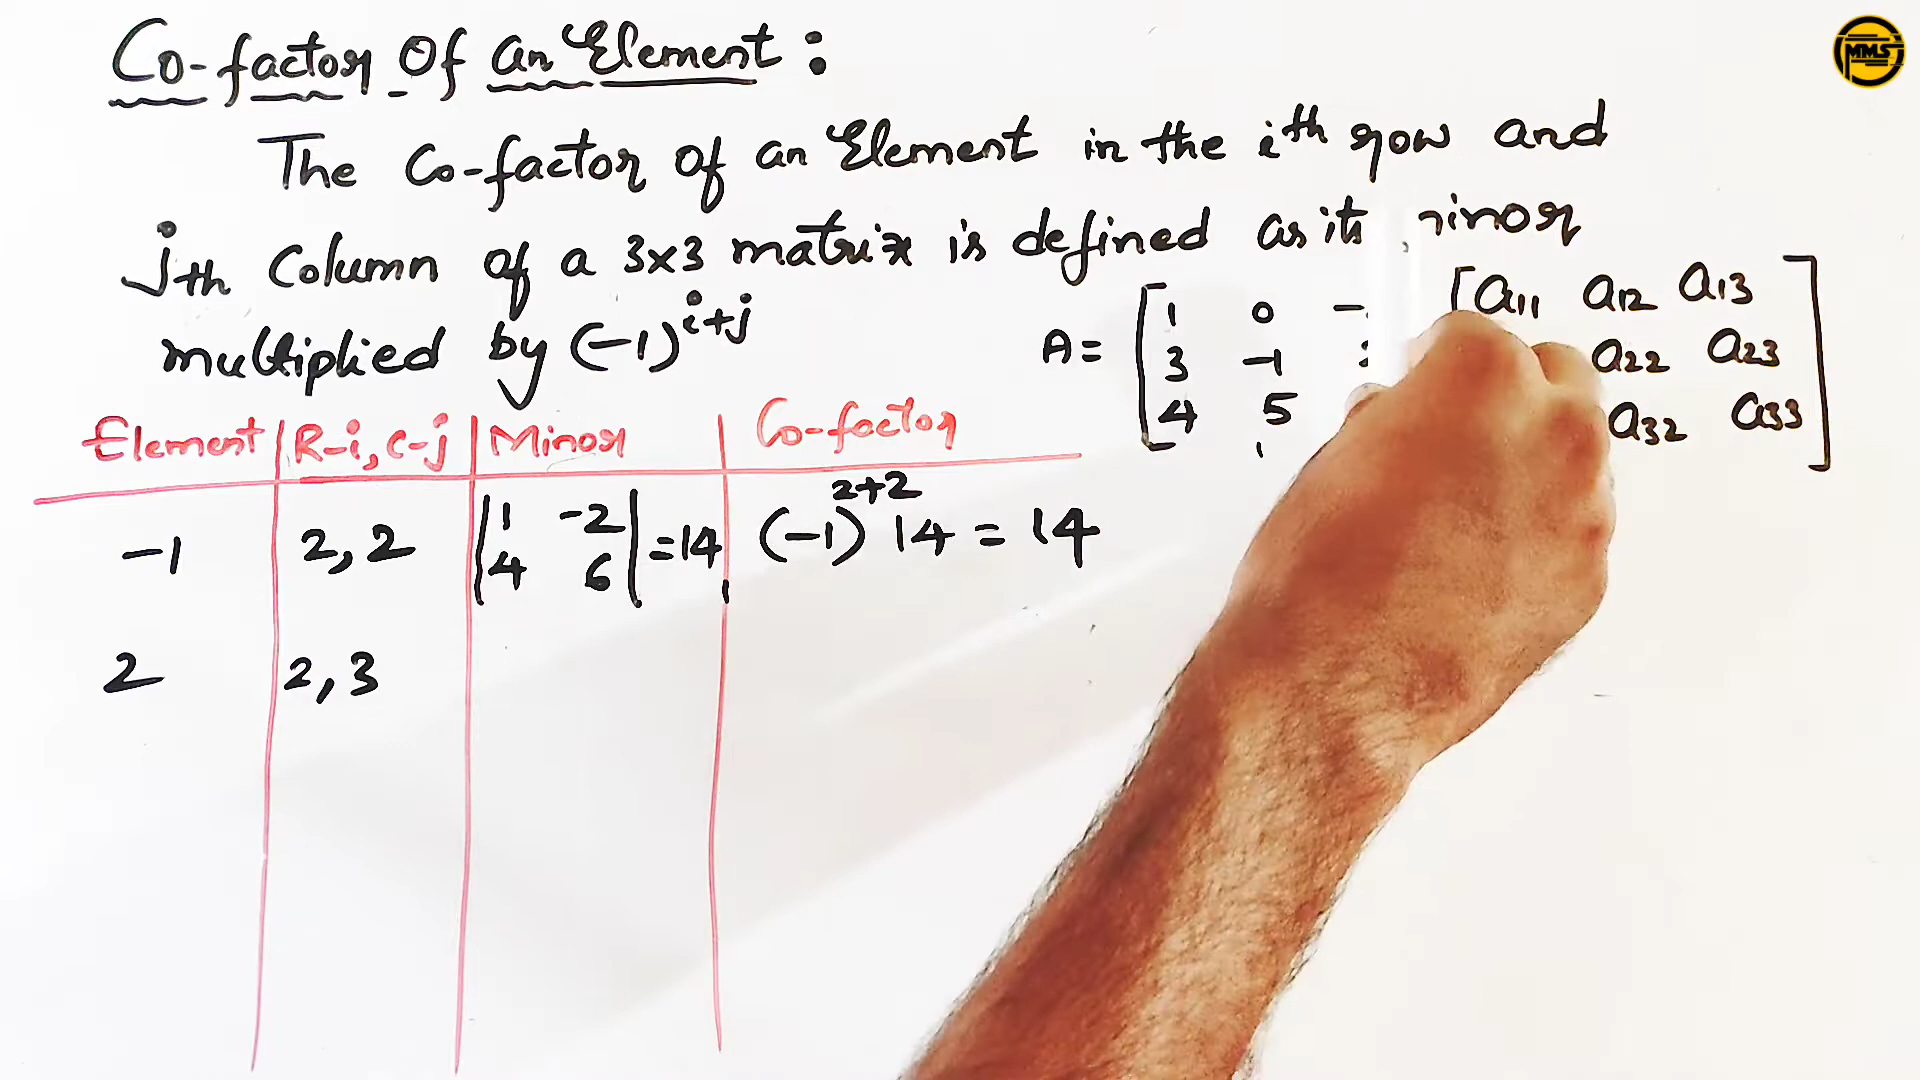 Co-factor Of an Element :
The Co-factor of an Element in the ith row and
jth Column of a 3x3 matrix is defined as its
multiplied by (-1)^i+j
A = [ 1 0 -
3 -1
4 5
[ a11 a12 a13 ]
a22 a23
a32 a33
Element | R-i, C-j | Minor | Co-factor
-1 | 2, 2 | |1 -2 4 6| = 14 | (-1)^2+2 14 = 14
2 | 2, 3
MMS